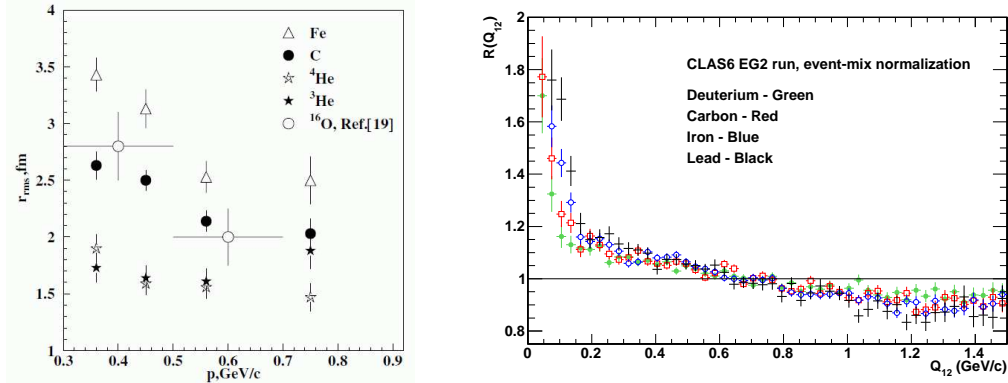 Fe
C
⁴He
³He
¹⁶O, Ref.[19]
r_rms,fm
4
3.5
3
2.5
2
1.5
1
0.3 0.4 0.5 0.6 0.7 0.8 0.9
p,GeV/c
R(Q₁₂)
2
1.8
1.6
1.4
1.2
1
0.8
CLAS6 EG2 run, event-mix normalization
Deuterium - Green
Carbon - Red
Iron - Blue
Lead - Black
0 0.2 0.4 0.6 0.8 1 1.2 1.4
Q₁₂ (GeV/c)